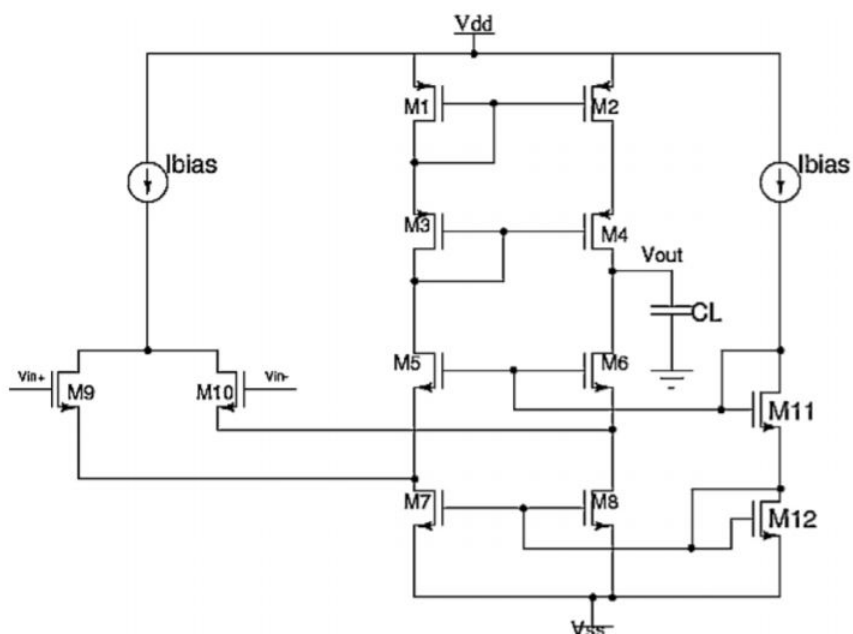 Vdd
M1
M2
Ibias
Ibias
M3
M4
Vout
CL
M5
M6
Vin+
M9
M10
Vin-
M11
M7
M8
M12
Vss